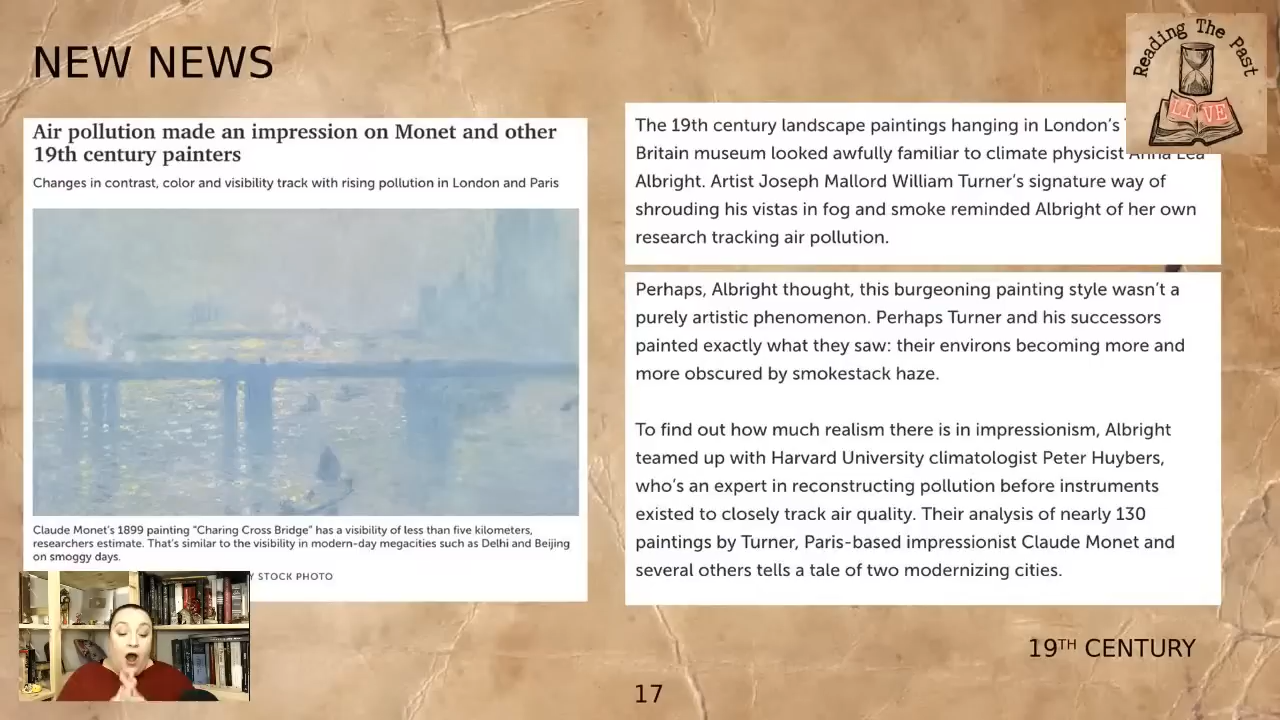 NEW NEWS
Reading The Past
LIVE
Air pollution made an impression on Monet and other
19th century painters
Changes in contrast, color and visibility track with rising pollution in London and Paris
Claude Monet's 1899 painting “Charing Cross Bridge” has a visibility of less than five kilometers,
researchers estimate. That's similar to the visibility in modern-day megacities such as Delhi and Beijing
on smoggy days.
STOCK PHOTO
The 19th century landscape paintings hanging in London's
Britain museum looked awfully familiar to climate physicist Anna Lea
Albright. Artist Joseph Mallord William Turner's signature way of
shrouding his vistas in fog and smoke reminded Albright of her own
research tracking air pollution.
Perhaps, Albright thought, this burgeoning painting style wasn't a
purely artistic phenomenon. Perhaps Turner and his successors
painted exactly what they saw: their environs becoming more and
more obscured by smokestack haze.
To find out how much realism there is in impressionism, Albright
teamed up with Harvard University climatologist Peter Huybers,
who's an expert in reconstructing pollution before instruments
existed to closely track air quality. Their analysis of nearly 130
paintings by Turner, Paris-based impressionist Claude Monet and
several others tells a tale of two modernizing cities.
19TH CENTURY
17